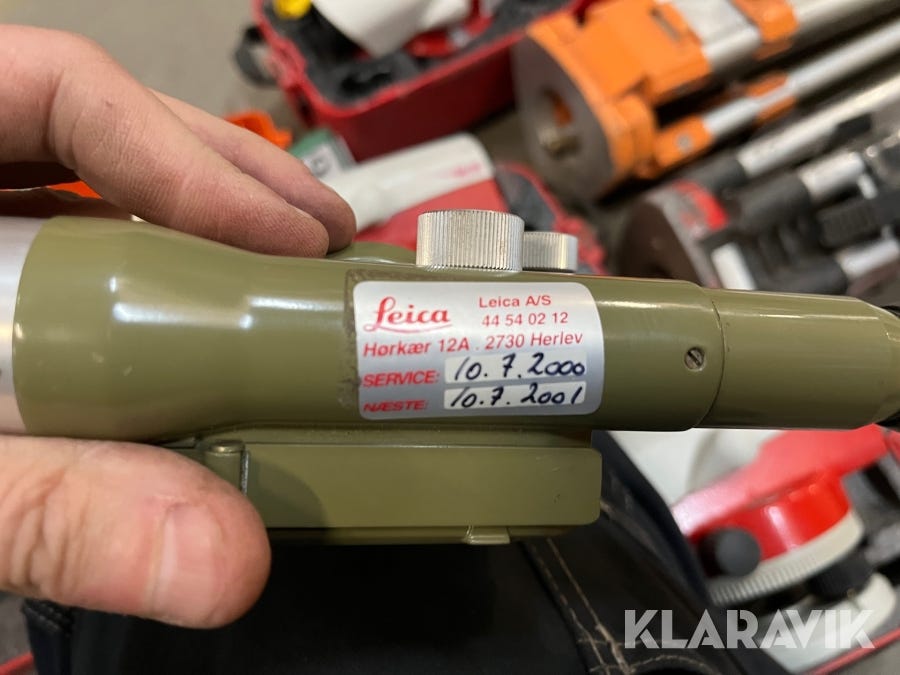 Leica
Leica A/S
44 54 02 12
Hørkær 12A . 2730 Herlev
SERVICE: 10.7.2000
NÆSTE: 10.7.2001
KLARAVIK